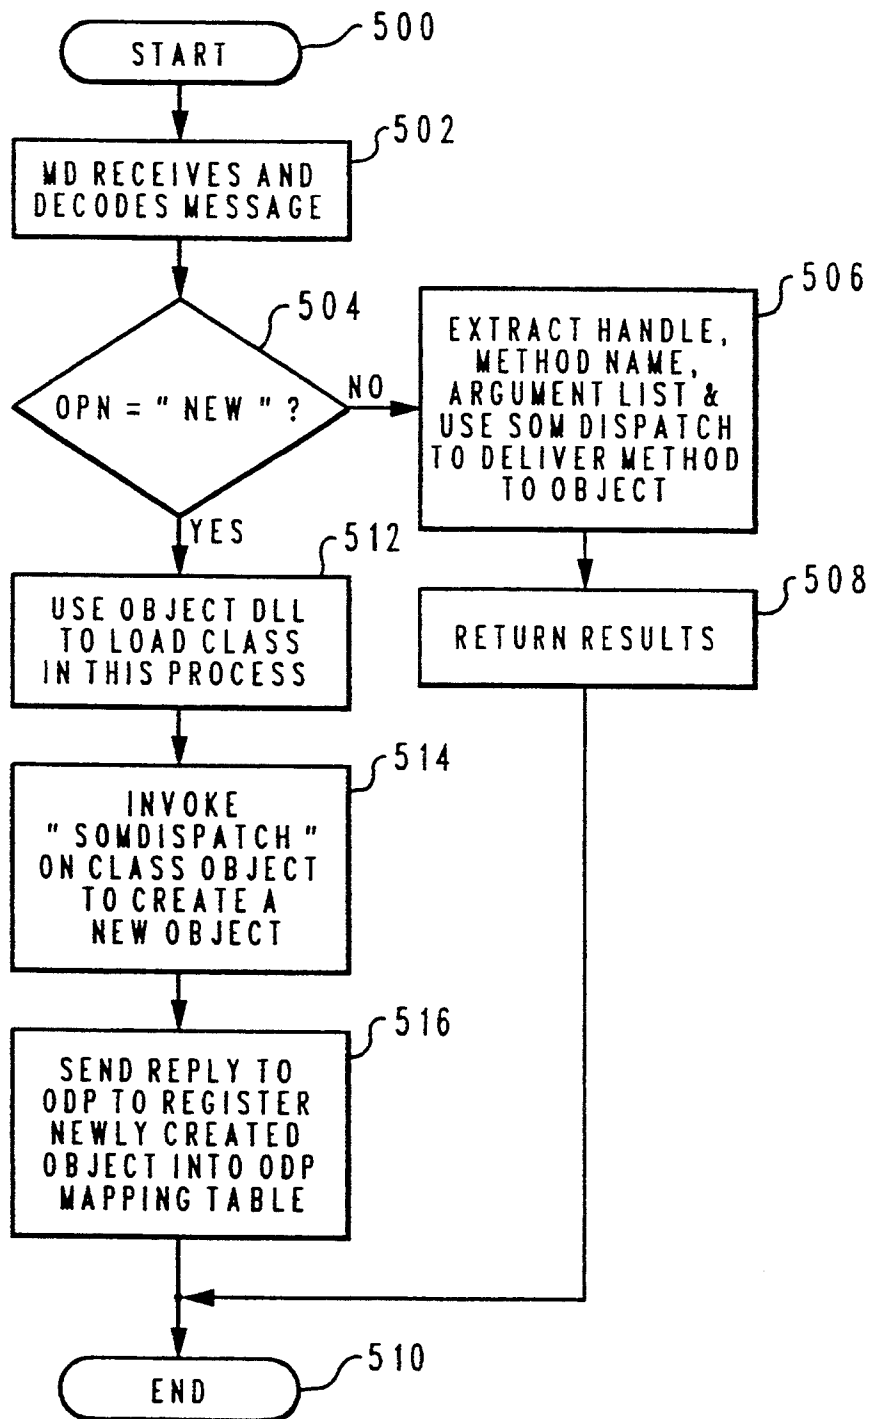 START
500
502
MD RECEIVES AND
DECODES MESSAGE
504
OPN = " NEW " ?
NO
506
EXTRACT HANDLE,
METHOD NAME,
ARGUMENT LIST &
USE SOM DISPATCH
TO DELIVER METHOD
TO OBJECT
YES
512
USE OBJECT DLL
TO LOAD CLASS
IN THIS PROCESS
508
RETURN RESULTS
514
INVOKE
" SOMDISPATCH "
ON CLASS OBJECT
TO CREATE A
NEW OBJECT
516
SEND REPLY TO
ODP TO REGISTER
NEWLY CREATED
OBJECT INTO ODP
MAPPING TABLE
510
END